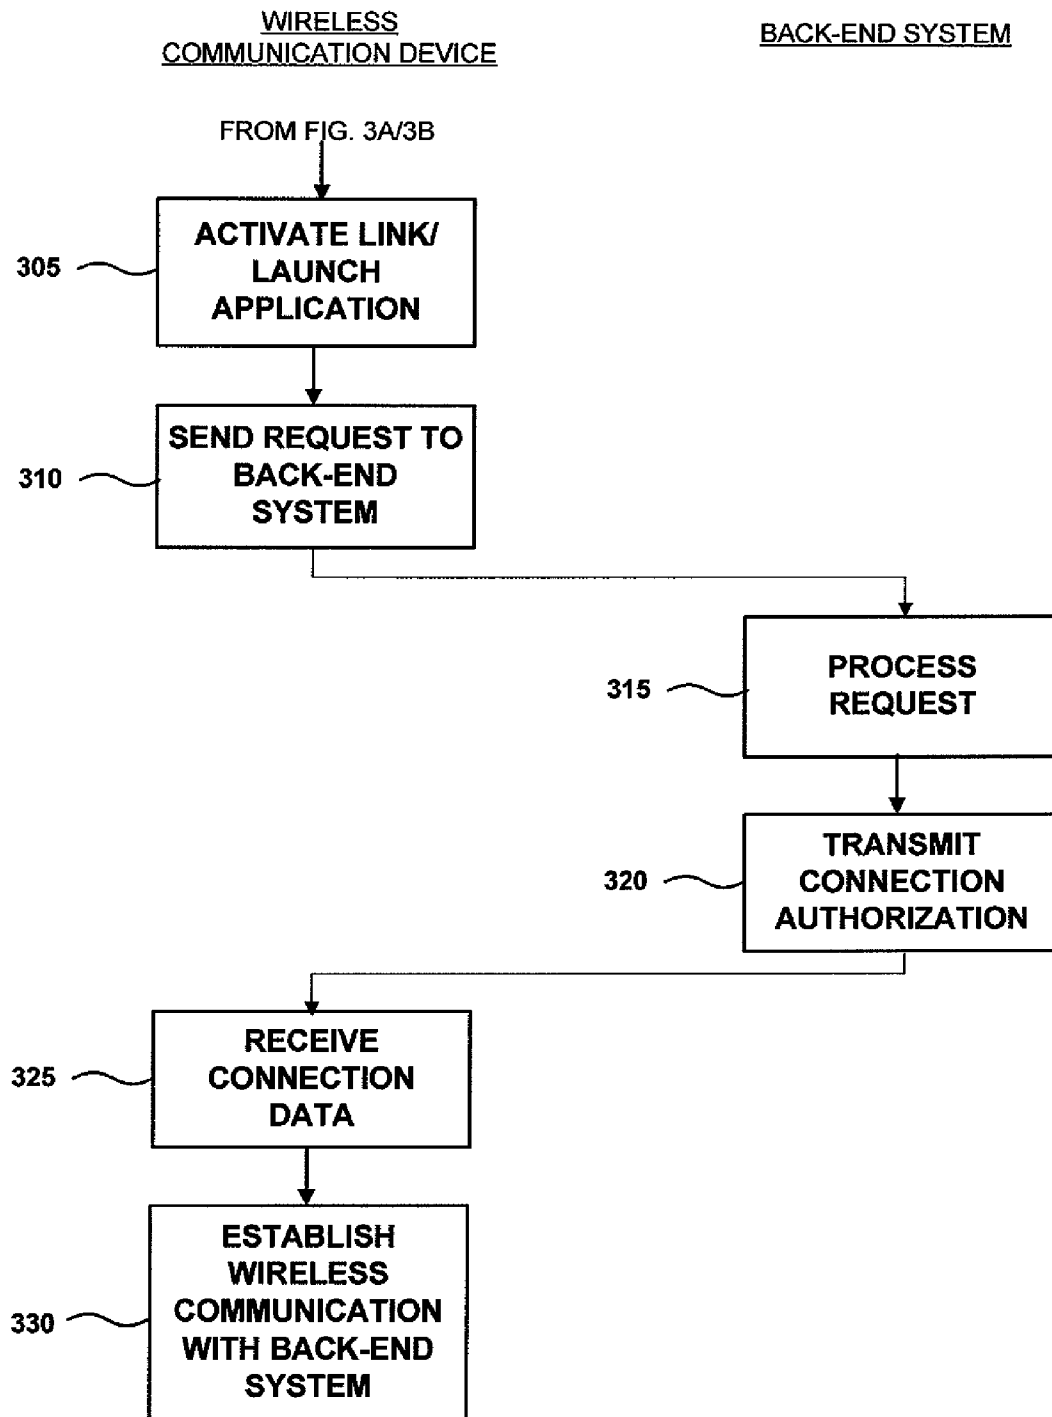 WIRELESS
COMMUNICATION DEVICE
BACK-END SYSTEM
FROM FIG. 3A/3B
ACTIVATE LINK/
LAUNCH
APPLICATION
305
SEND REQUEST TO
BACK-END
SYSTEM
310
PROCESS
REQUEST
315
TRANSMIT
CONNECTION
AUTHORIZATION
320
RECEIVE
CONNECTION
DATA
325
ESTABLISH
WIRELESS
COMMUNICATION
WITH BACK-END
SYSTEM
330